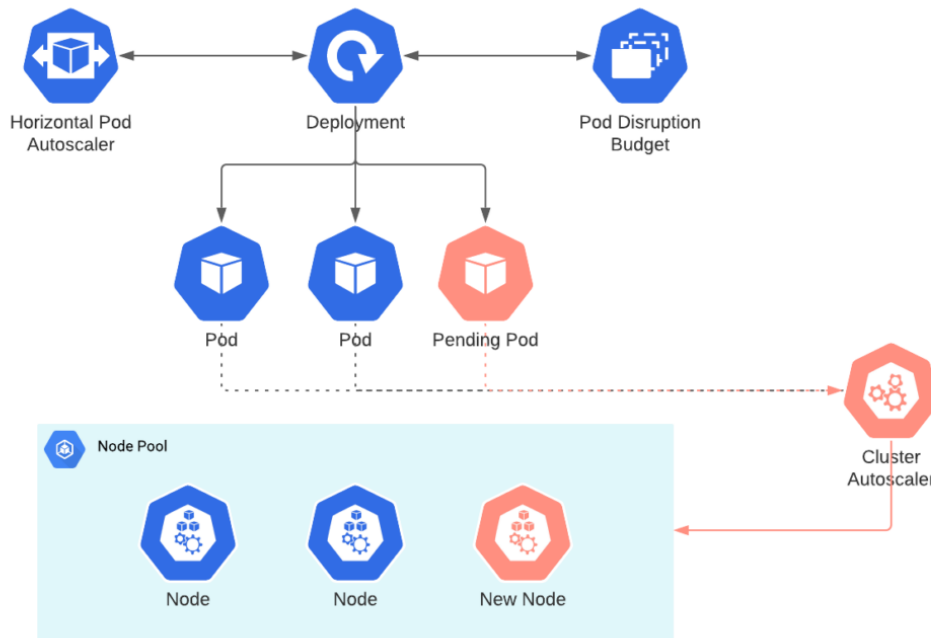 Horizontal Pod
Autoscaler
Deployment
Pod Disruption
Budget
Pod
Pod
Pending Pod
Cluster
Autoscaler
Node Pool
Node
Node
New Node